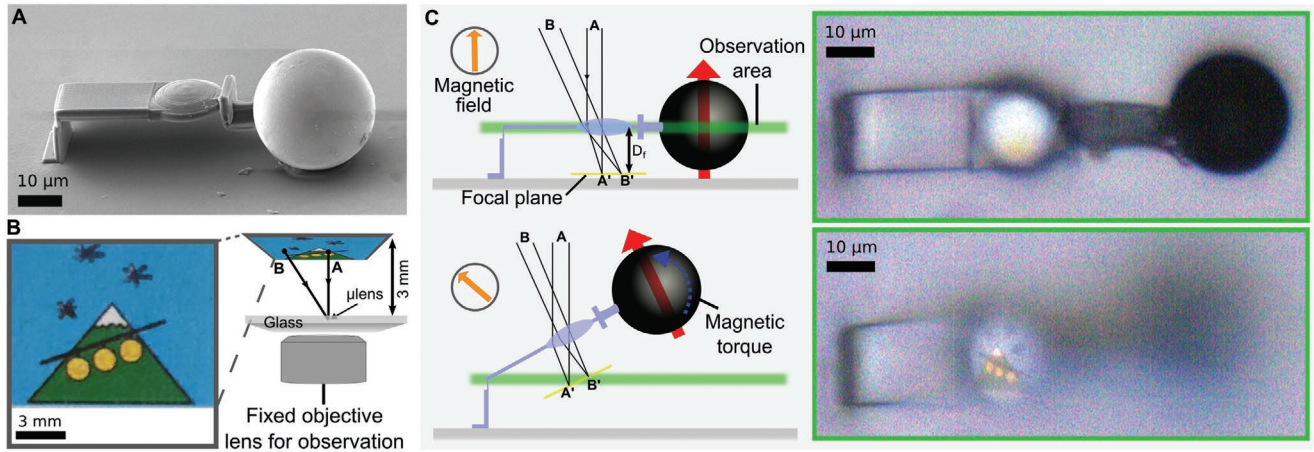 A
10 μm
B
3 mm
B
A
μlens
3 mm
Glass
Fixed objective
lens for observation
C
B
A
Magnetic
field
Observation
area
Df
A'
B'
Focal plane
B
A
Magnetic
torque
A'
B'
10 μm
10 μm